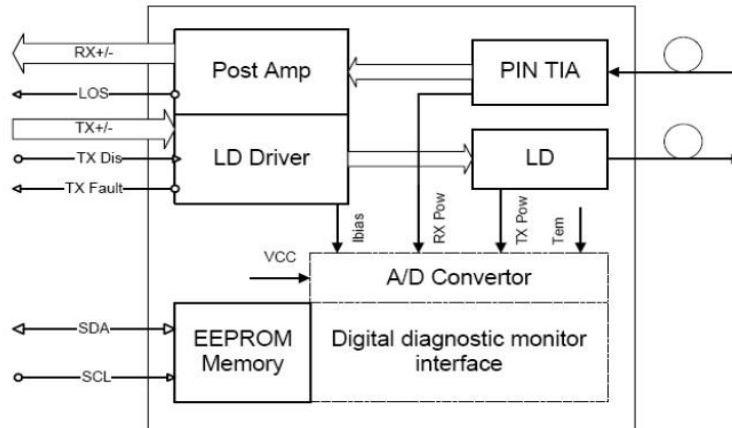 RX+/-
Post Amp
PIN TIA
LOS
TX+/-
TX Dis
LD Driver
LD
TX Fault
Ibias
RX Pow
TX Pow
Tem
VCC
A/D Convertor
SDA
EEPROM
Memory
Digital diagnostic monitor
interface
SCL